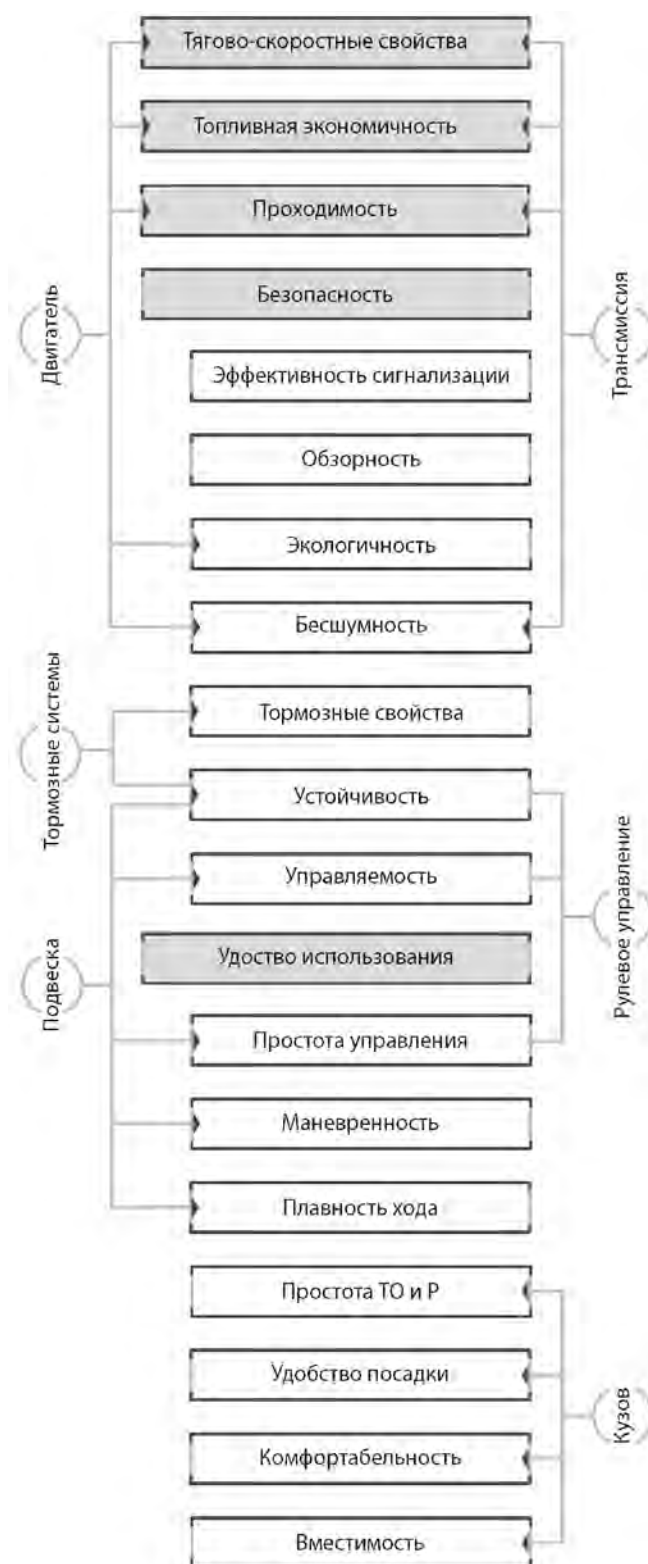 Тягово-скоростные свойства
Топливная экономичность
Проходимость
Безопасность
Двигатель
Трансмиссия
Эффективность сигнализации
Обзорность
Экологичность
Бесшумность
Тормозные системы
Тормозные свойства
Устойчивость
Управляемость
Рулевое управление
Удоство использования
Подвеска
Простота управления
Маневренность
Плавность хода
Простота ТО и Р
Удобство посадки
Кузов
Комфортабельность
Вместимость